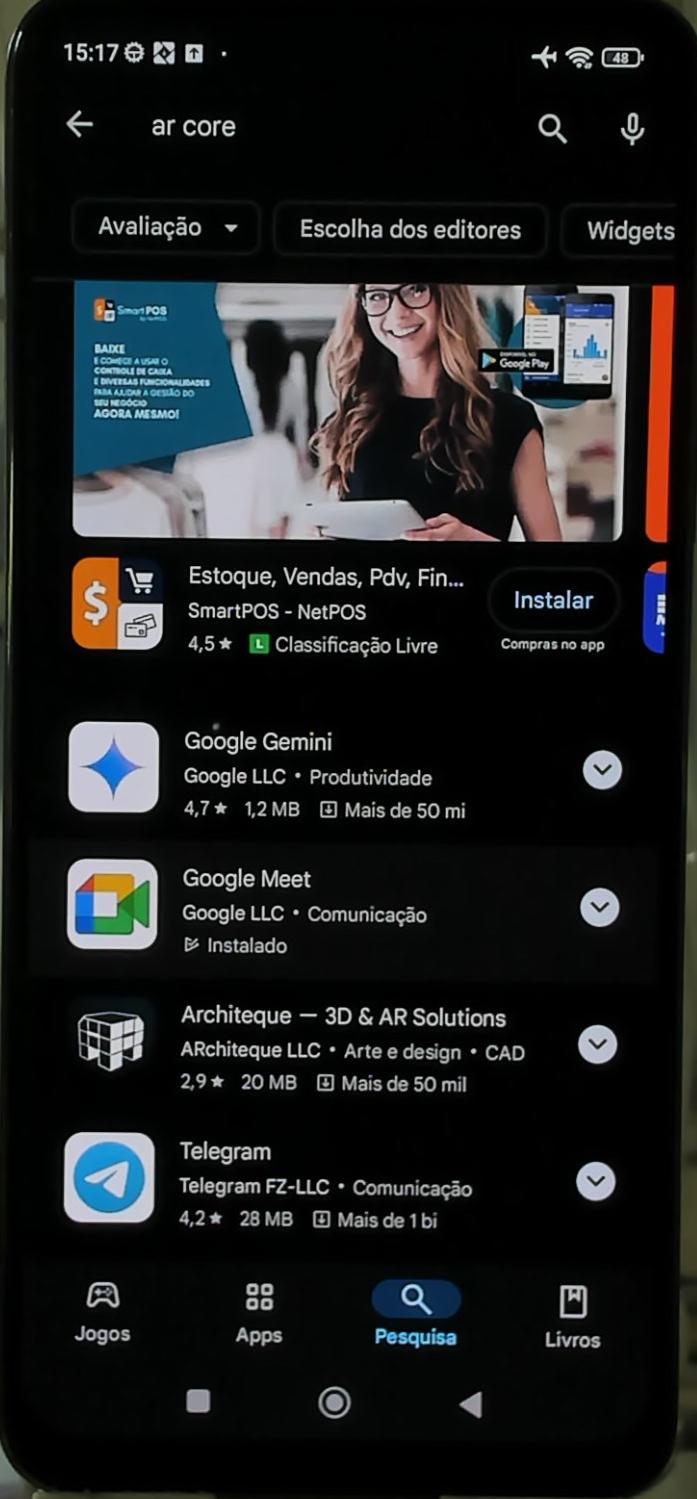 15:17
48
ar core
Avaliação
Escolha dos editores
Widgets
SmartPOS
BAIXE
E COMECE A USAR O
CONTROLE DE CAIXA
E DIVERSAS FUNCIONALIDADES
PARA AJUDAR A GESTÃO DO
SEU NEGÓCIO
AGORA MESMO!
DISPONÍVEL NO
Google Play
Estoque, Vendas, Pdv, Fin...
SmartPOS - NetPOS
4,5★ L Classificação Livre
Instalar
Compras no app
Google Gemini
Google LLC • Produtividade
4,7★ 1,2 MB Mais de 50 mi
Google Meet
Google LLC • Comunicação
Instalado
Architeque — 3D & AR Solutions
ARchiteque LLC • Arte e design • CAD
2,9★ 20 MB Mais de 50 mil
Telegram
Telegram FZ-LLC • Comunicação
4,2★ 28 MB Mais de 1 bi
Jogos
Apps
Pesquisa
Livros